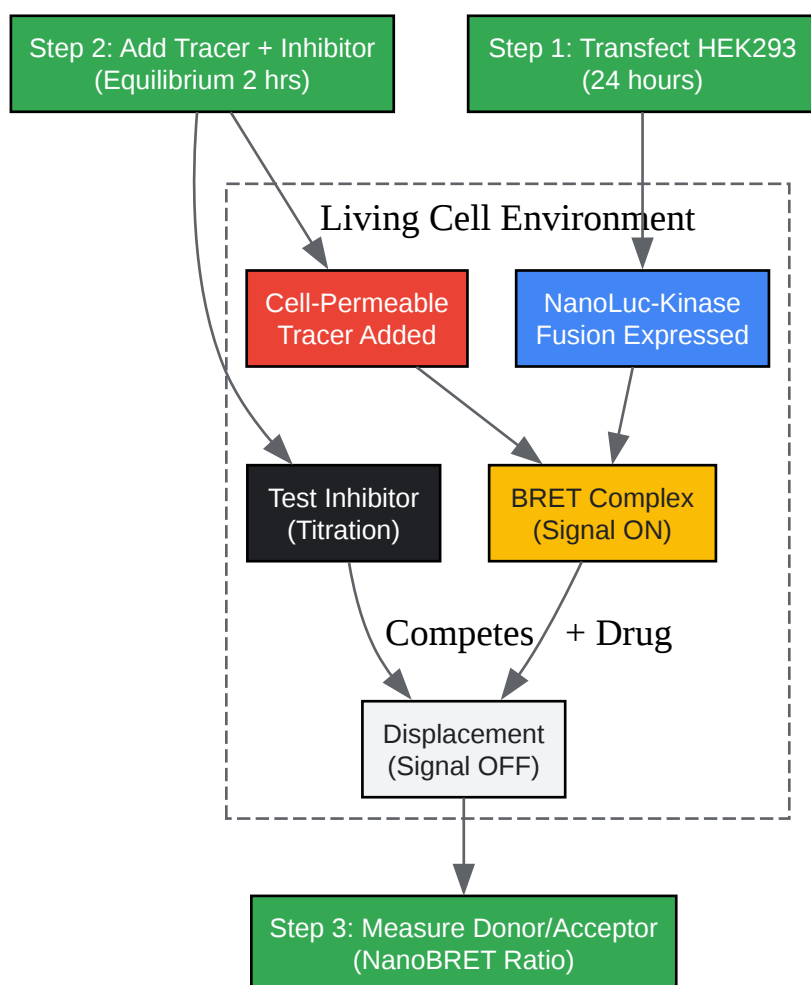 Step 2: Add Tracer + Inhibitor
(Equilibrium 2 hrs)
Step 1: Transfect HEK293
(24 hours)
Living Cell Environment
Cell-Permeable
Tracer Added
NanoLuc-Kinase
Fusion Expressed
Test Inhibitor
(Titration)
BRET Complex
(Signal ON)
Competes
+ Drug
Displacement
(Signal OFF)
Step 3: Measure Donor/Acceptor
(NanoBRET Ratio)